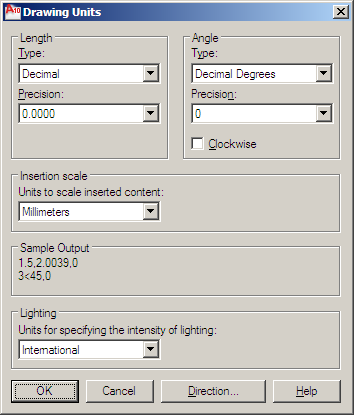 Drawing Units
Length
Type:
Decimal
Precision:
0.0000
Angle
Type:
Decimal Degrees
Precision:
0
Clockwise
Insertion scale
Units to scale inserted content:
Millimeters
Sample Output
1.5,2.0039,0
3<45,0
Lighting
Units for specifying the intensity of lighting:
International
OK
Cancel
Direction...
Help